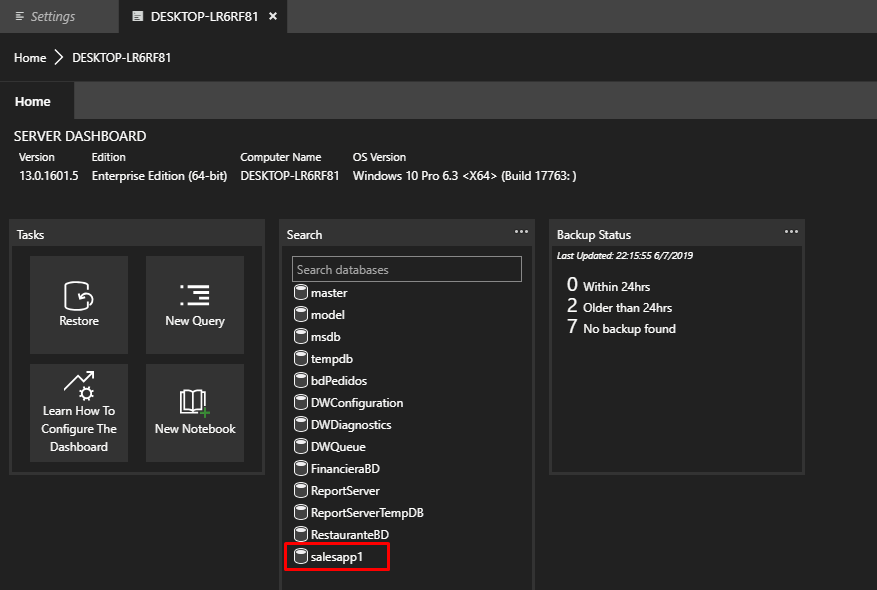 Settings
DESKTOP-LR6RF81
Home
DESKTOP-LR6RF81
Home
SERVER DASHBOARD
Version Edition Computer Name OS Version
13.0.1601.5 Enterprise Edition (64-bit) DESKTOP-LR6RF81 Windows 10 Pro 6.3 <X64> (Build 17763: )
Tasks
Restore
New Query
Learn How To
Configure The
Dashboard
New Notebook
Search
Search databases
master
model
msdb
tempdb
bdPedidos
DWConfiguration
DWDiagnostics
DWQueue
FinancieraBD
ReportServer
ReportServerTempDB
RestauranteBD
salesapp1
Backup Status
Last Updated: 22:15:55 6/7/2019
0 Within 24hrs
2 Older than 24hrs
7 No backup found